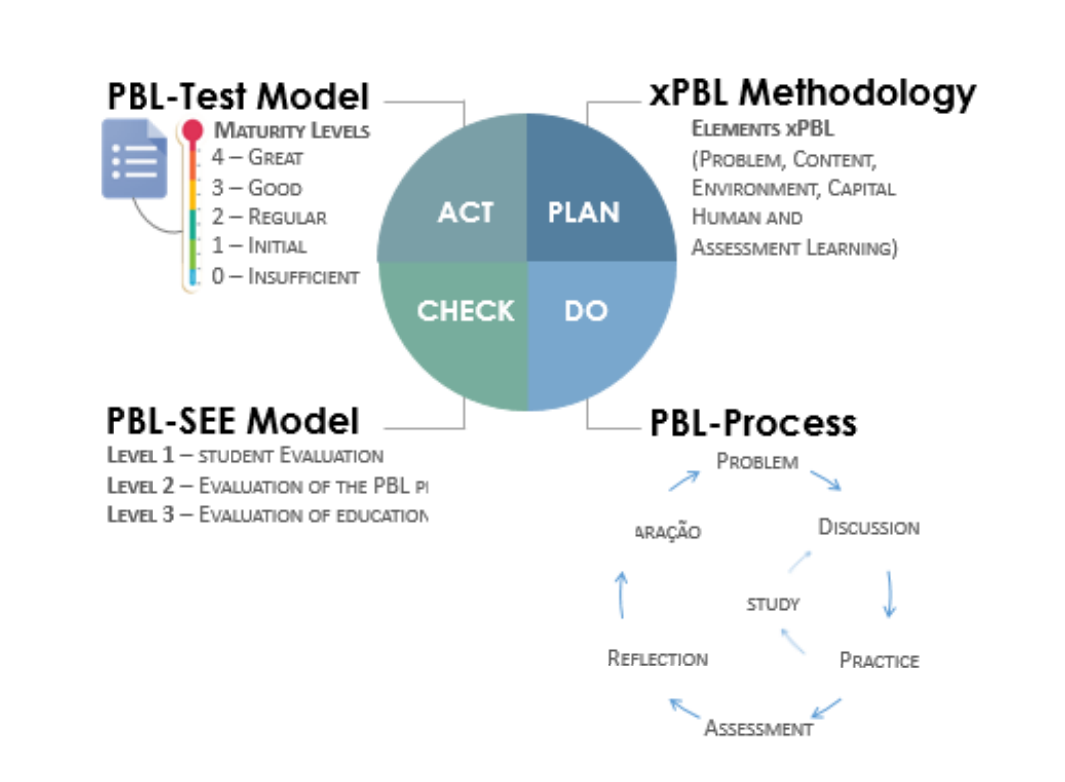 PBL-Test Model
MATURITY LEVELS
4 – GREAT
3 – GOOD
2 – REGULAR
1 – INITIAL
0 – INSUFFICIENT
ACT
PLAN
CHECK
DO
xPBL Methodology
ELEMENTS xPBL
(PROBLEM, CONTENT,
ENVIRONMENT, CAPITAL
HUMAN AND
ASSESSMENT LEARNING)
PBL-SEE Model
LEVEL 1 – STUDENT EVALUATION
LEVEL 2 – EVALUATION OF THE PBL
LEVEL 3 – EVALUATION OF EDUCATION
PBL-Process
PROBLEM
DISCUSSION
ARAÇÃO
STUDY
REFLECTION
PRACTICE
ASSESSMENT